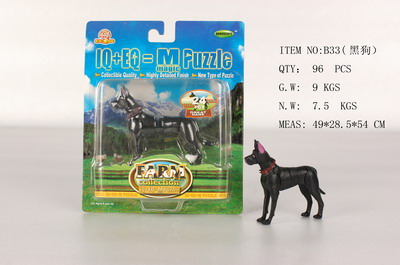 IQ+EQ=M Puzzle
magic
Collectible Quality
Highly Detailed Finish
New Type of Puzzle
24
FARM
collection
ITEM NO:B33(黑狗)
QTY: 96 PCS
G.W: 9 KGS
N.W: 7.5 KGS
MEAS: 49*28.5*54 CM